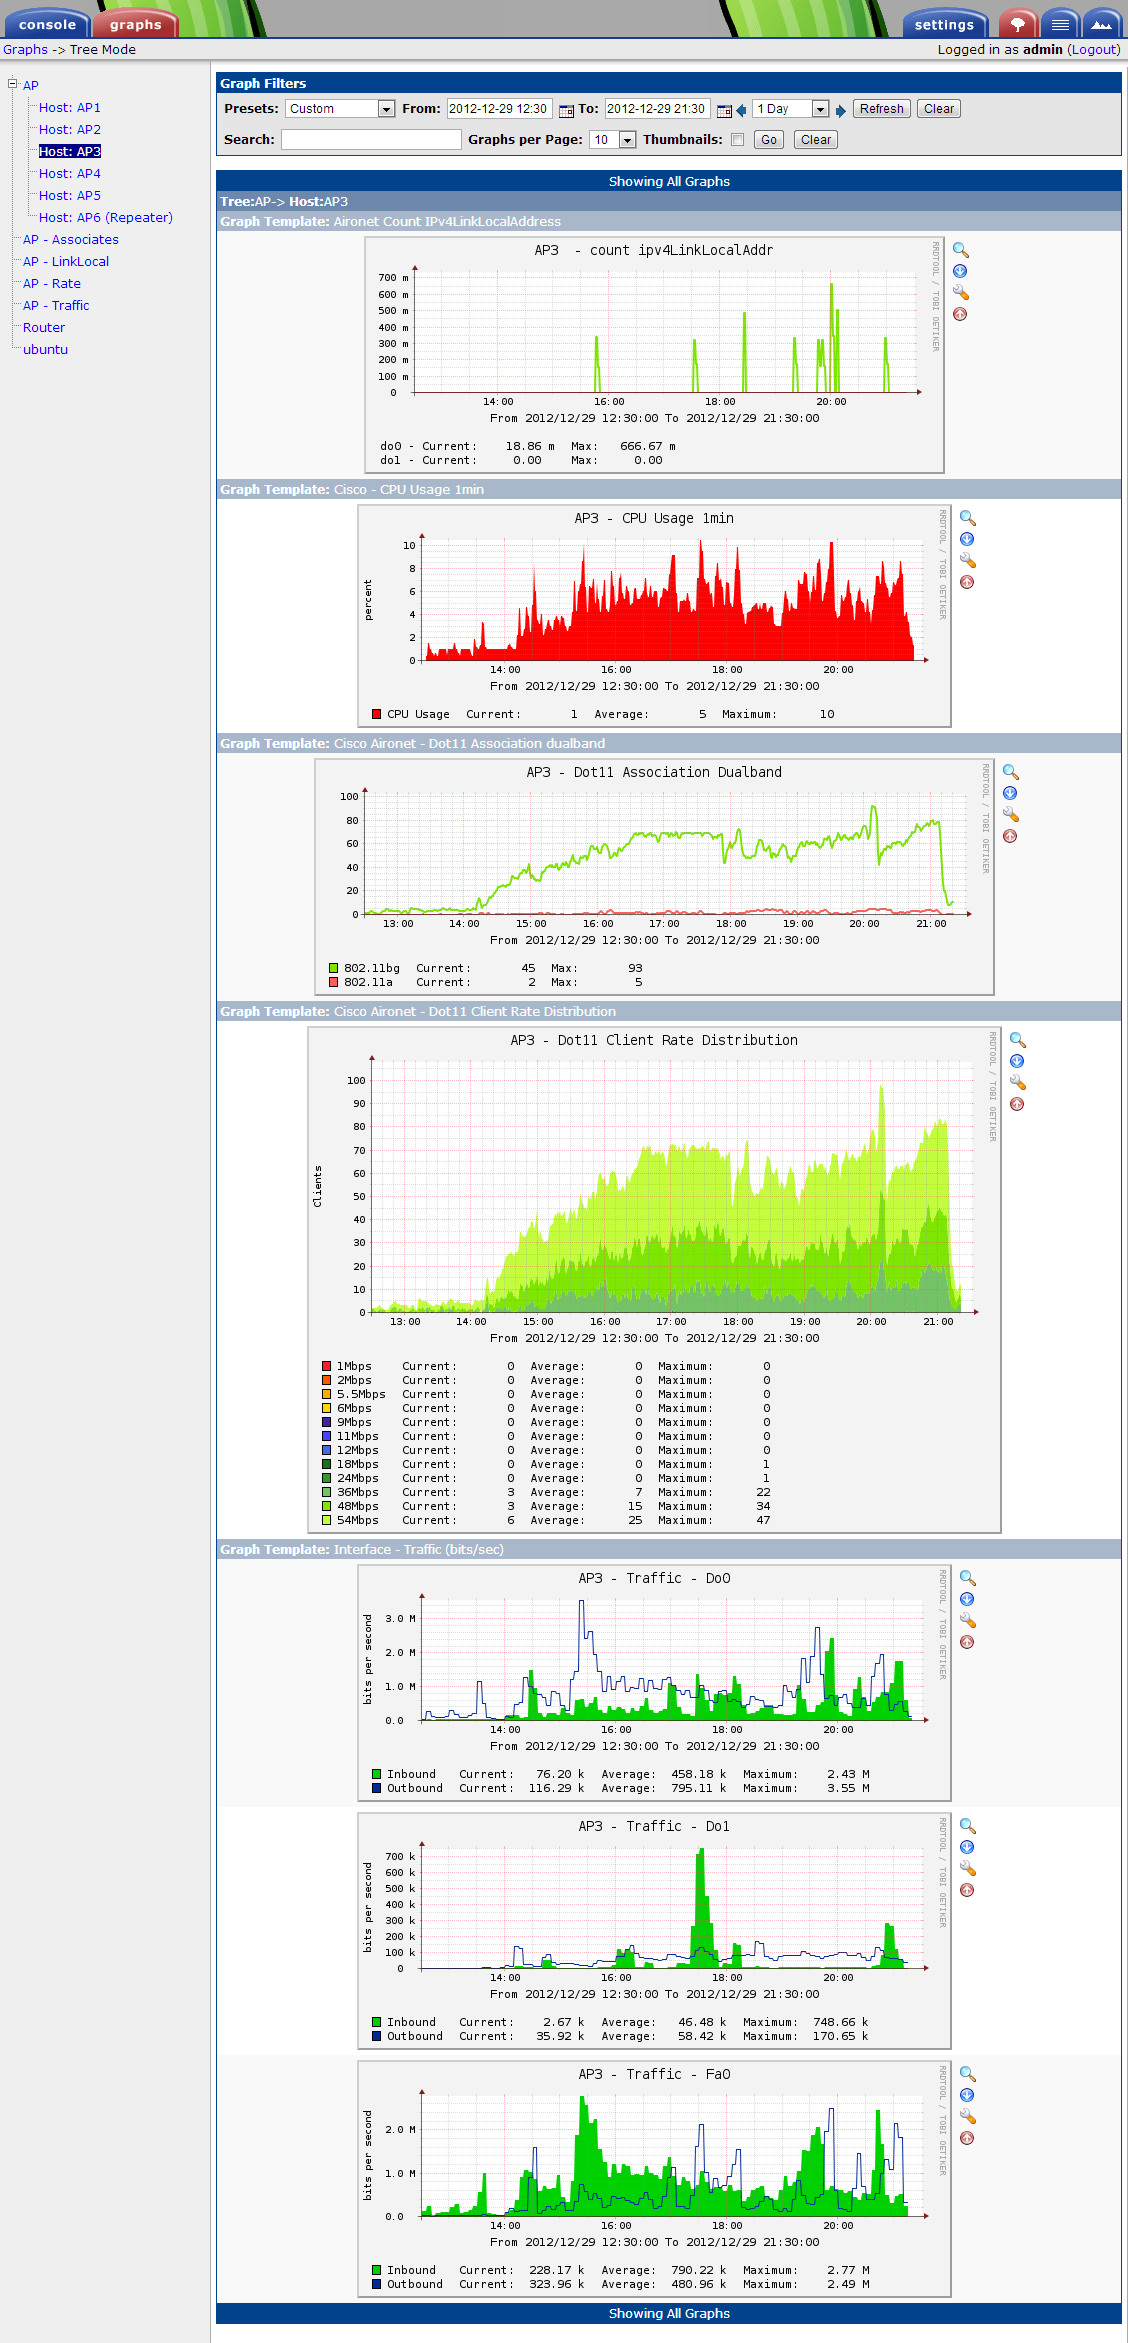 console graphs settings
Graphs -> Tree Mode Logged in as admin (Logout)
AP
Host: AP1
Host: AP2
Host: AP3
Host: AP4
Host: AP5
Host: AP6 (Repeater)
AP - Associates
AP - LinkLocal
AP - Rate
AP - Traffic
Router
ubuntu
Graph Filters
Presets: Custom From: 2012-12-29 12:30 To: 2012-12-29 21:30 1 Day Refresh Clear
Search: Graphs per Page: 10 Thumbnails: Go Clear
Showing All Graphs
Tree:AP-> Host:AP3
Graph Template: Aironet Count IPv4LinkLocalAddress
AP3 - count ipv4LinkLocalAddr
RRDTOOL / TOBI OETIKER
700 m
600 m
500 m
400 m
300 m
200 m
100 m
0
14:00 16:00 18:00 20:00
From 2012/12/29 12:30:00 To 2012/12/29 21:30:00
do0 - Current: 18.86 m Max: 666.67 m
do1 - Current: 0.00 Max: 0.00
Graph Template: Cisco - CPU Usage 1min
AP3 - CPU Usage 1min
RRDTOOL / TOBI OETIKER
percent
10
8
6
4
2
0
14:00 16:00 18:00 20:00
From 2012/12/29 12:30:00 To 2012/12/29 21:30:00
CPU Usage Current: 1 Average: 5 Maximum: 10
Graph Template: Cisco Aironet - Dot11 Association dualband
AP3 - Dot11 Association Dualband
RRDTOOL / TOBI OETIKER
100
80
60
40
20
0
13:00 14:00 15:00 16:00 17:00 18:00 19:00 20:00 21:00
From 2012/12/29 12:30:00 To 2012/12/29 21:30:00
802.11bg Current: 45 Max: 93
802.11a Current: 2 Max: 5
Graph Template: Cisco Aironet - Dot11 Client Rate Distribution
AP3 - Dot11 Client Rate Distribution
RRDTOOL / TOBI OETIKER
Clients
100
90
80
70
60
50
40
30
20
10
0
13:00 14:00 15:00 16:00 17:00 18:00 19:00 20:00 21:00
From 2012/12/29 12:30:00 To 2012/12/29 21:30:00
1Mbps Current: 0 Average: 0 Maximum: 0
2Mbps Current: 0 Average: 0 Maximum: 0
5.5Mbps Current: 0 Average: 0 Maximum: 0
6Mbps Current: 0 Average: 0 Maximum: 0
9Mbps Current: 0 Average: 0 Maximum: 0
11Mbps Current: 0 Average: 0 Maximum: 0
12Mbps Current: 0 Average: 0 Maximum: 0
18Mbps Current: 0 Average: 0 Maximum: 1
24Mbps Current: 0 Average: 0 Maximum: 1
36Mbps Current: 3 Average: 7 Maximum: 22
48Mbps Current: 3 Average: 15 Maximum: 34
54Mbps Current: 6 Average: 25 Maximum: 47
Graph Template: Interface - Traffic (bits/sec)
AP3 - Traffic - Do0
RRDTOOL / TOBI OETIKER
bits per second
3.0 M
2.0 M
1.0 M
0.0
14:00 16:00 18:00 20:00
From 2012/12/29 12:30:00 To 2012/12/29 21:30:00
Inbound Current: 76.20 k Average: 458.18 k Maximum: 2.43 M
Outbound Current: 116.29 k Average: 795.11 k Maximum: 3.55 M
AP3 - Traffic - Do1
RRDTOOL / TOBI OETIKER
bits per second
700 k
600 k
500 k
400 k
300 k
200 k
100 k
0
14:00 16:00 18:00 20:00
From 2012/12/29 12:30:00 To 2012/12/29 21:30:00
Inbound Current: 2.67 k Average: 46.48 k Maximum: 748.66 k
Outbound Current: 35.92 k Average: 58.42 k Maximum: 170.65 k
AP3 - Traffic - Fa0
RRDTOOL / TOBI OETIKER
bits per second
2.0 M
1.0 M
0.0
14:00 16:00 18:00 20:00
From 2012/12/29 12:30:00 To 2012/12/29 21:30:00
Inbound Current: 228.17 k Average: 790.22 k Maximum: 2.77 M
Outbound Current: 323.96 k Average: 480.96 k Maximum: 2.49 M
Showing All Graphs